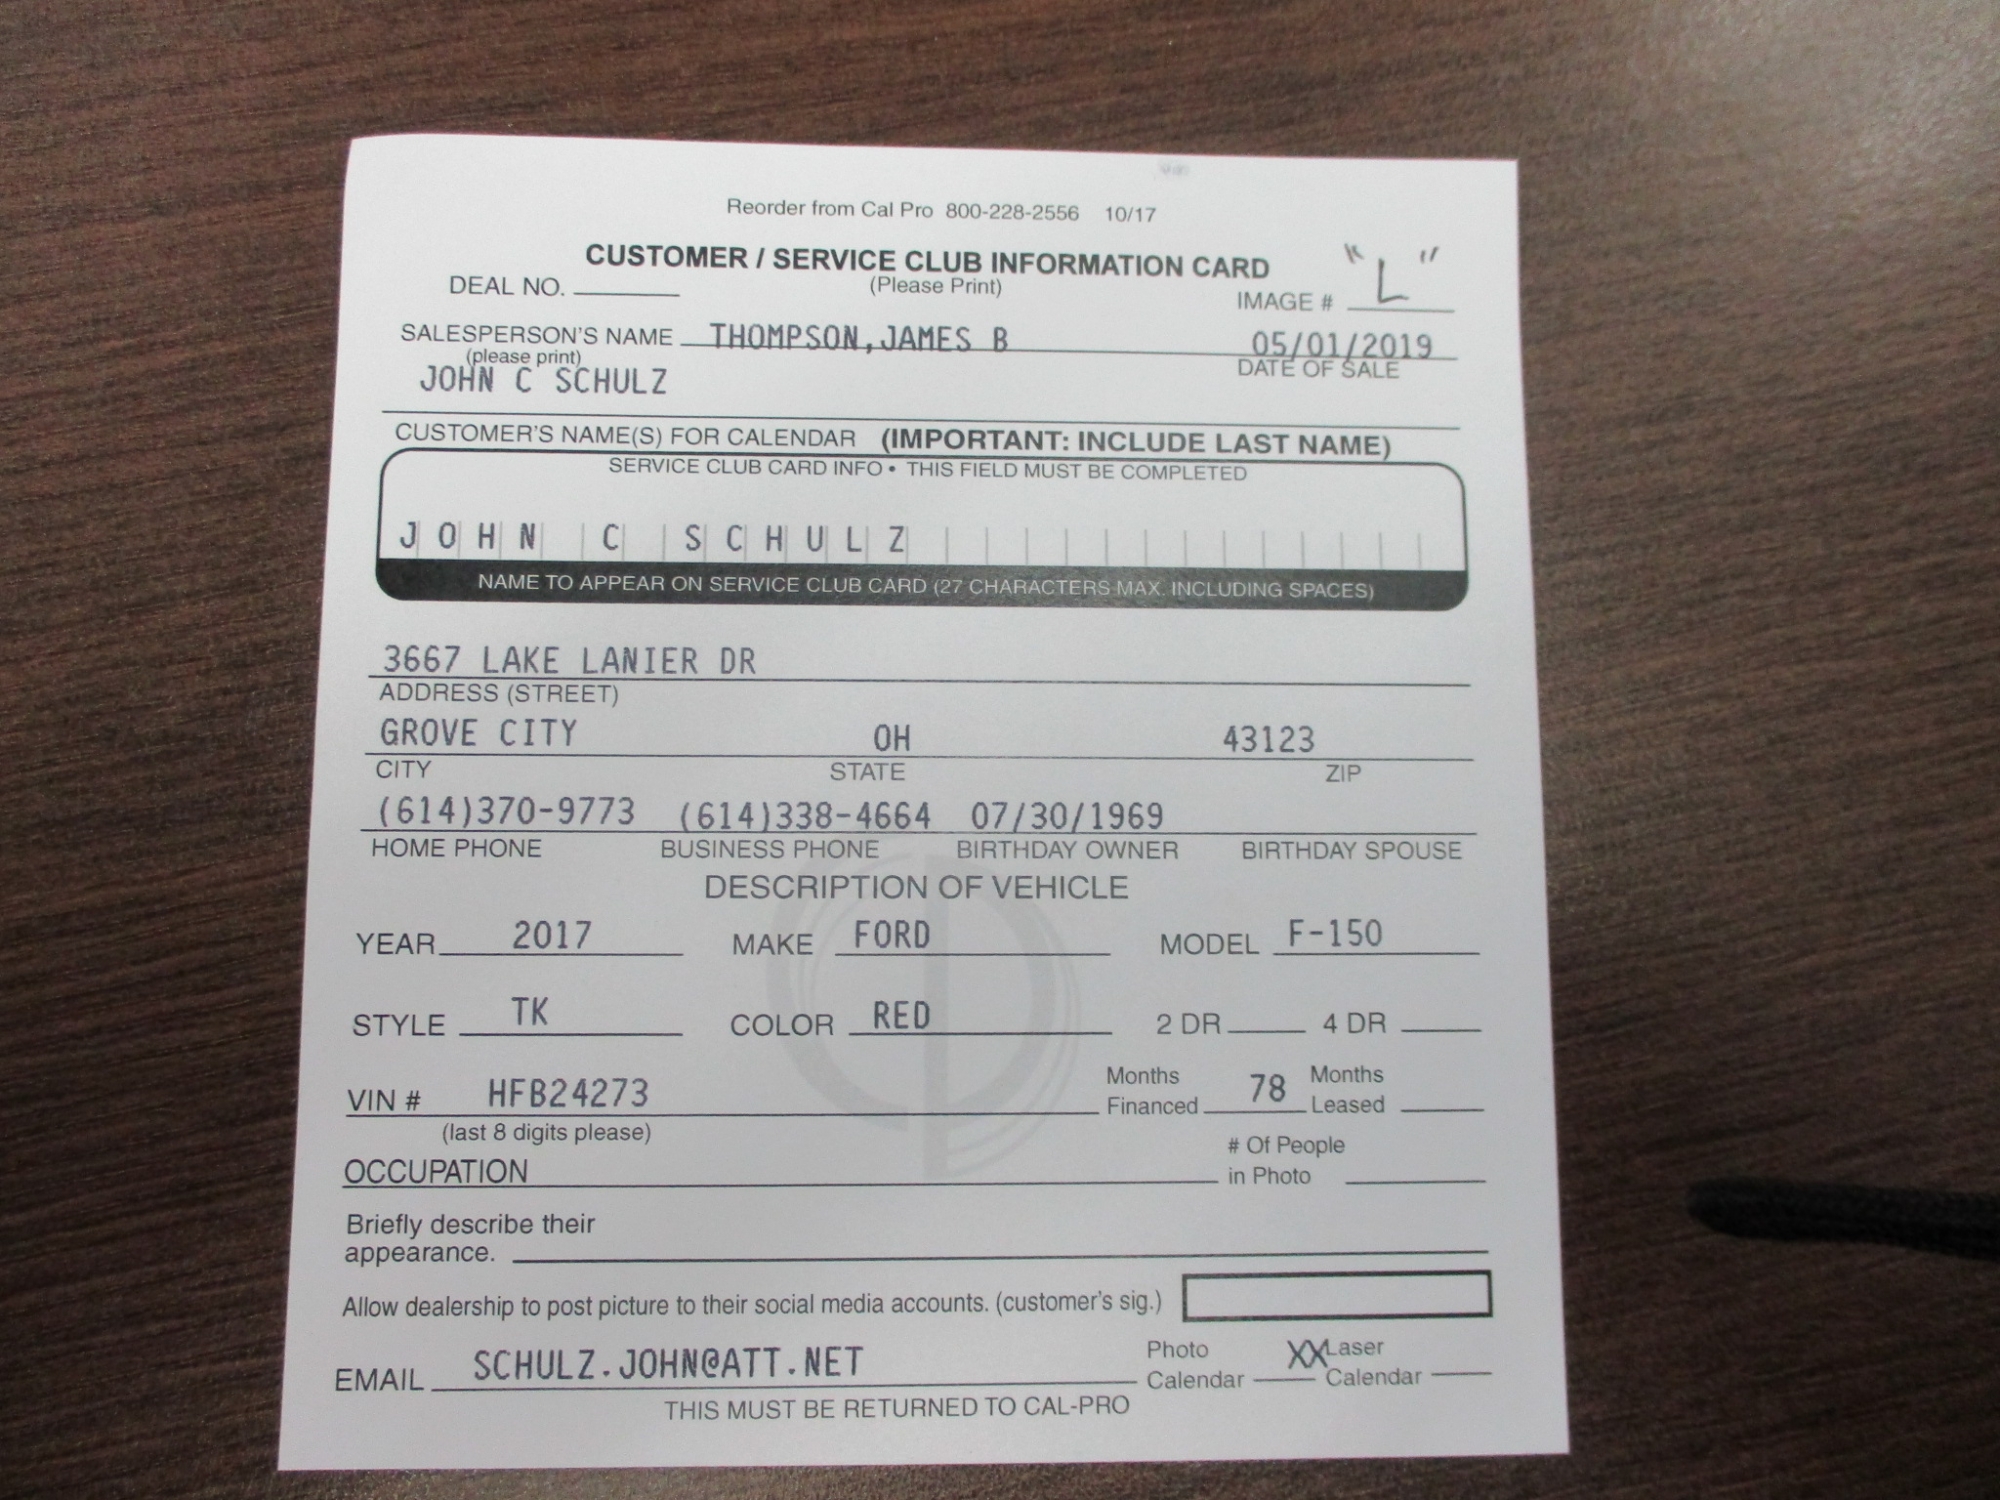 Reorder from Cal Pro 800-228-2556 10/17
CUSTOMER / SERVICE CLUB INFORMATION CARD
(Please Print)
DEAL NO.
IMAGE # "L"
SALESPERSON'S NAME THOMPSON,JAMES B 05/01/2019
(please print) DATE OF SALE
JOHN C SCHULZ
CUSTOMER'S NAME(S) FOR CALENDAR (IMPORTANT: INCLUDE LAST NAME)
SERVICE CLUB CARD INFO • THIS FIELD MUST BE COMPLETED
JOHN C SCHULZ
NAME TO APPEAR ON SERVICE CLUB CARD (27 CHARACTERS MAX. INCLUDING SPACES)
3667 LAKE LANIER DR
ADDRESS (STREET)
GROVE CITY OH 43123
CITY STATE ZIP
(614)370-9773 (614)338-4664 07/30/1969
HOME PHONE BUSINESS PHONE BIRTHDAY OWNER BIRTHDAY SPOUSE
DESCRIPTION OF VEHICLE
YEAR 2017 MAKE FORD MODEL F-150
STYLE TK COLOR RED 2 DR 4 DR
VIN # HFB24273 Months Financed 78 Months Leased
(last 8 digits please)
OCCUPATION # Of People in Photo
Briefly describe their
appearance.
Allow dealership to post picture to their social media accounts. (customer's sig.)
EMAIL SCHULZ.JOHN@ATT.NET Photo Calendar XX Laser Calendar
THIS MUST BE RETURNED TO CAL-PRO